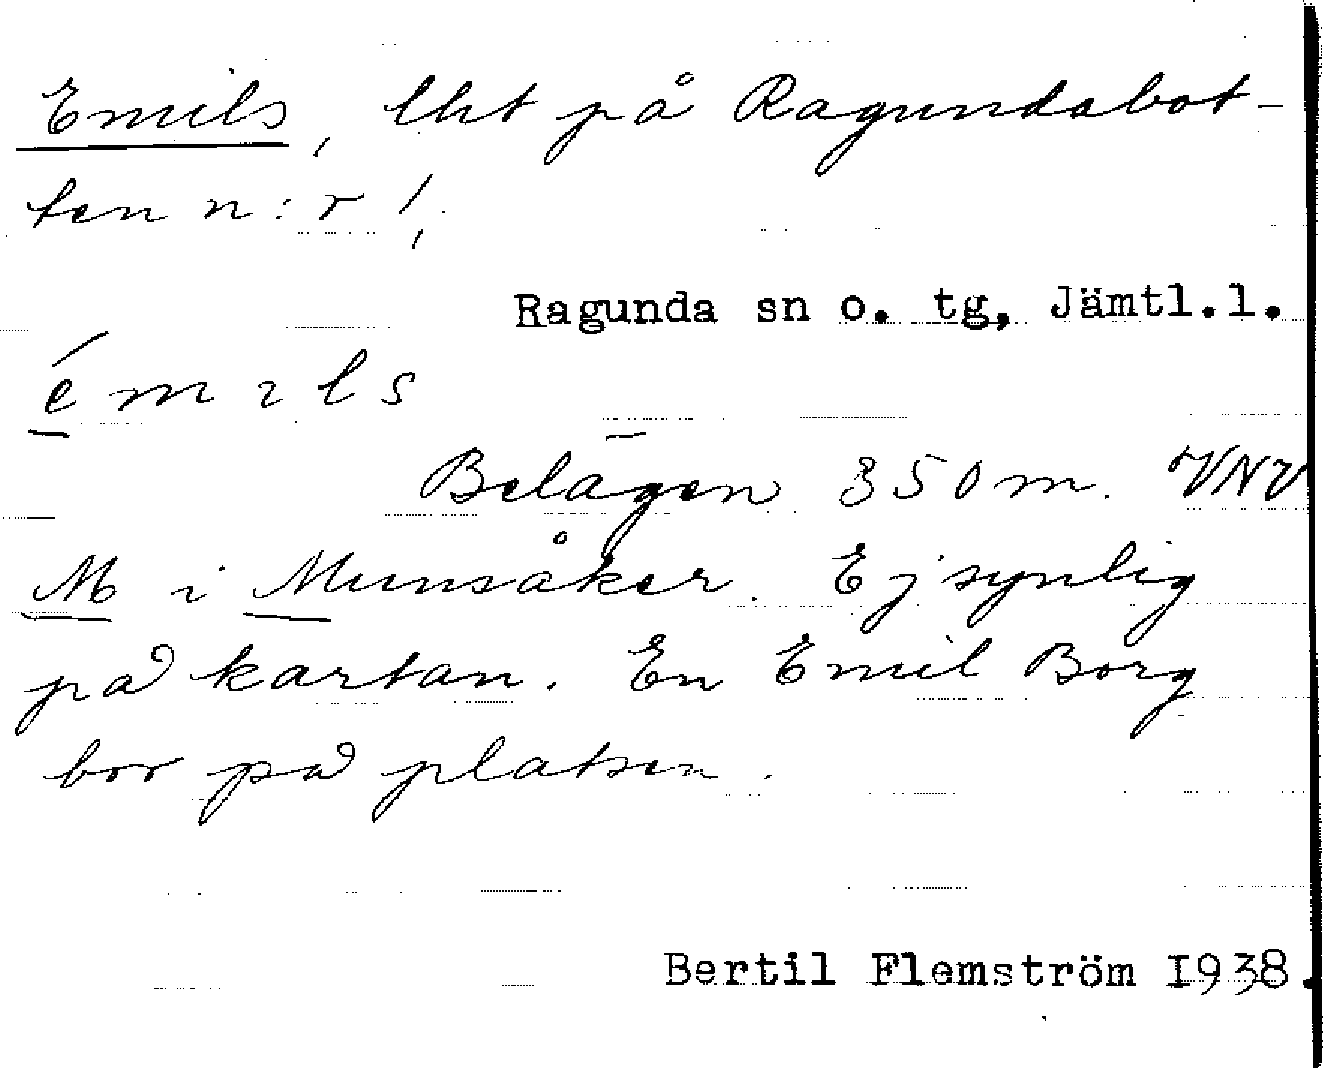 Emils, lht på Ragundabot-
ten n:r 1,
Ragunda sn o. tg, Jämtl.l.
é m ɩ l s
Belägen 350 m. VNV
M i Munsåker. Ej synlig
på kartan. En Emil Borg
bor på platsen.
Bertil Flemström 1938.